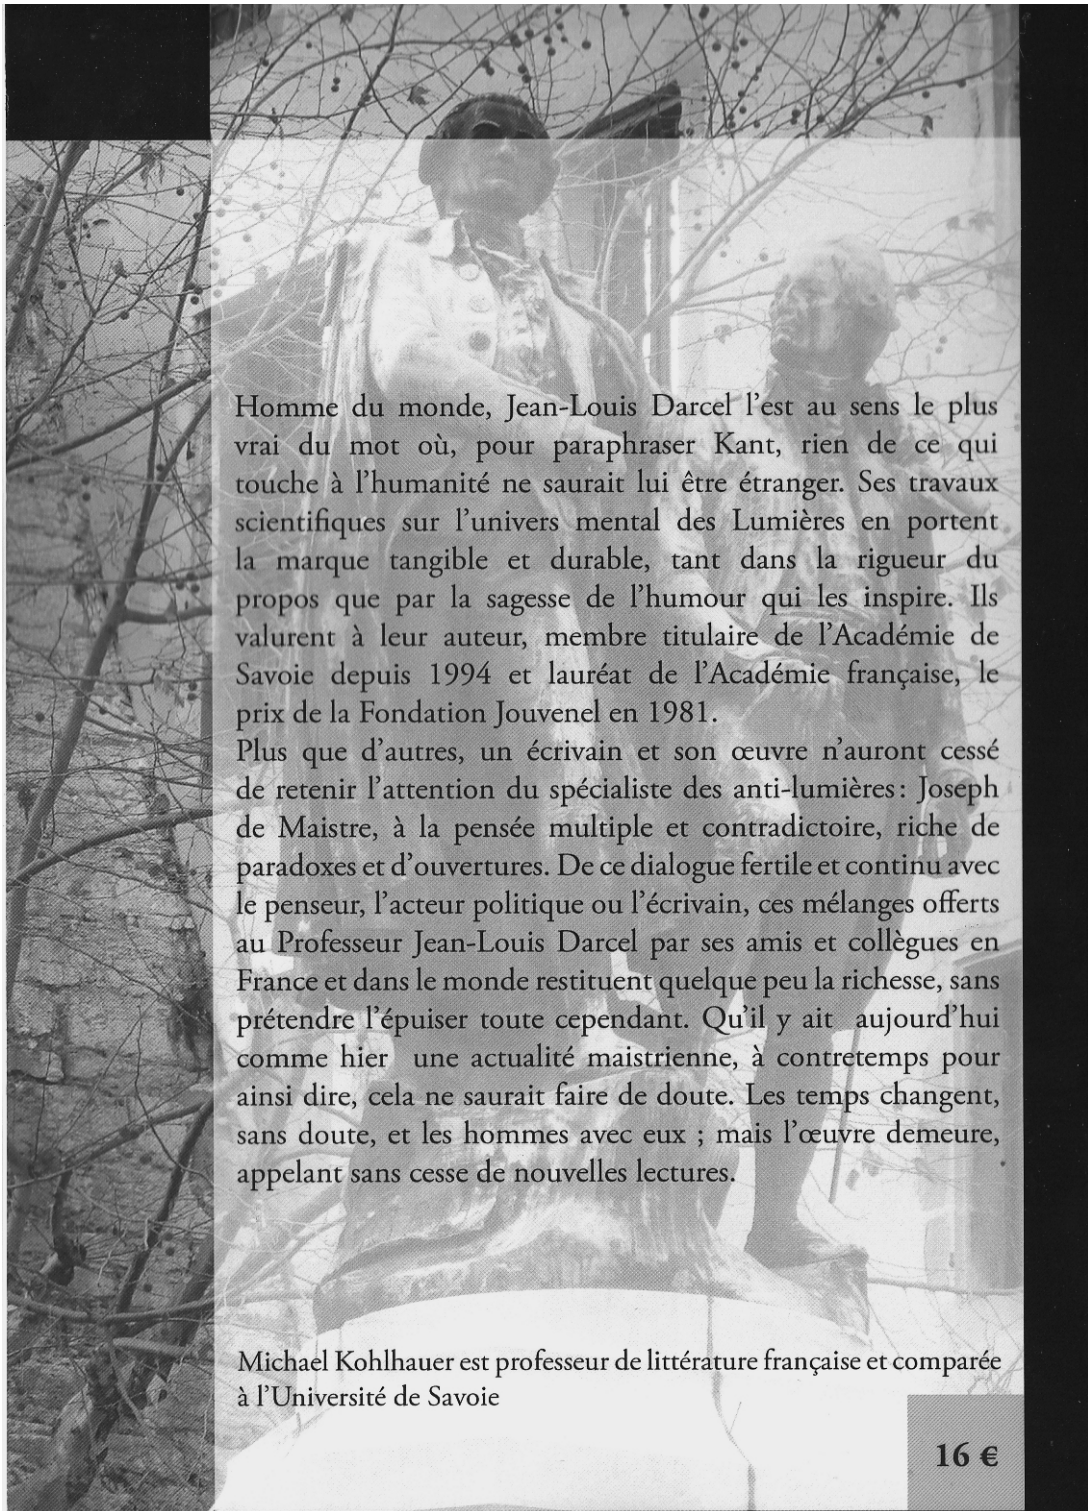 Homme du monde, Jean-Louis Darcel l'est au sens le plus
vrai du mot où, pour paraphraser Kant, rien de ce qui
touche à l'humanité ne saurait lui être étranger. Ses travaux
scientifiques sur l'univers mental des Lumières en portent
la marque tangible et durable, tant dans la rigueur du
propos que par la sagesse de l'humour qui les inspire. Ils
valurent à leur auteur, membre titulaire de l'Académie de
Savoie depuis 1994 et lauréat de l'Académie française, le
prix de la Fondation Jouvenel en 1981.
Plus que d'autres, un écrivain et son œuvre n'auront cessé
de retenir l'attention du spécialiste des anti-lumières: Joseph
de Maistre, à la pensée multiple et contradictoire, riche de
paradoxes et d'ouvertures. De ce dialogue fertile et continu avec
le penseur, l'acteur politique ou l'écrivain, ces mélanges offerts
au Professeur Jean-Louis Darcel par ses amis et collègues en
France et dans le monde restituent quelque peu la richesse, sans
prétendre l'épuiser toute cependant. Qu'il y ait aujourd'hui
comme hier une actualité maistrienne, à contretemps pour
ainsi dire, cela ne saurait faire de doute. Les temps changent,
sans doute, et les hommes avec eux ; mais l'œuvre demeure,
appelant sans cesse de nouvelles lectures.
Michael Kohlhauer est professeur de littérature française et comparée
à l'Université de Savoie
16 €